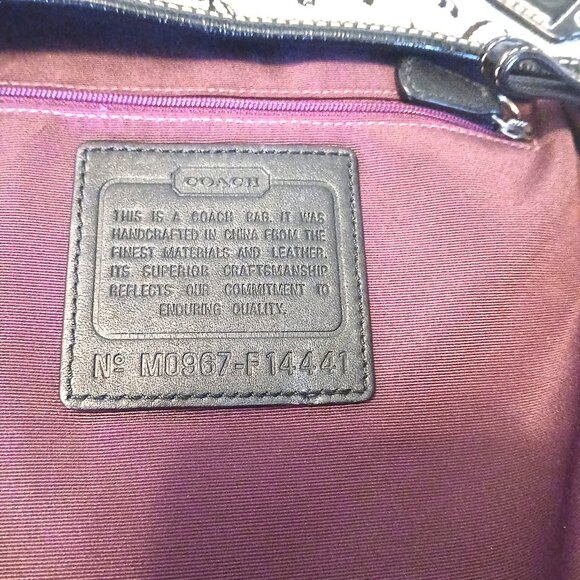 COACH
THIS IS A COACH BAG. IT WAS
HANDCRAFTED IN CHINA FROM THE
FINEST MATERIALS AND LEATHER.
ITS SUPERIOR CRAFTSMANSHIP
REFLECTS OUR COMMITMENT TO
ENDURING QUALITY.
Nº M0967-F14441